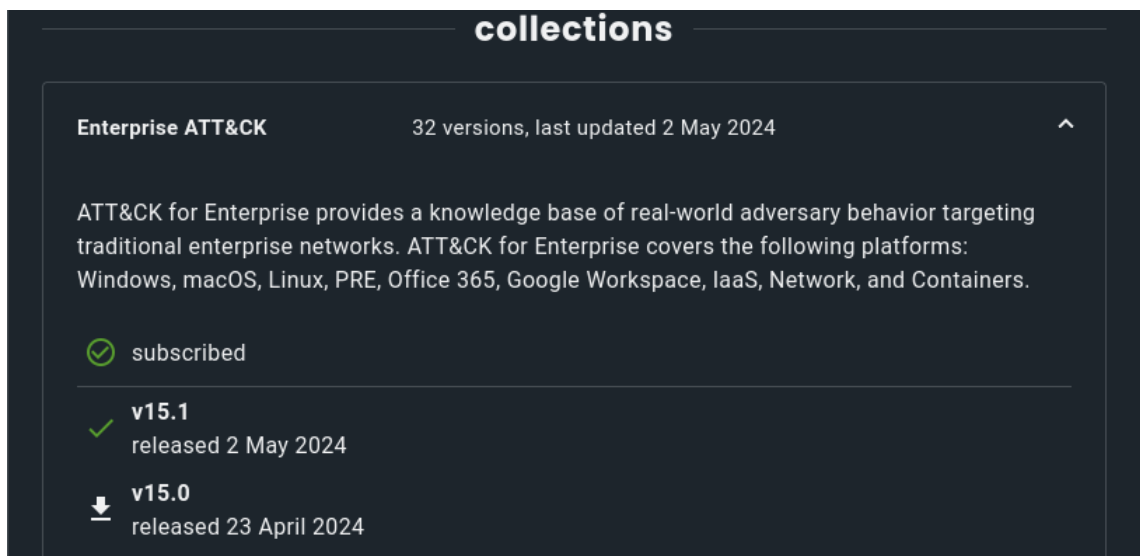 collections
Enterprise ATT&CK 32 versions, last updated 2 May 2024
ATT&CK for Enterprise provides a knowledge base of real-world adversary behavior targeting
traditional enterprise networks. ATT&CK for Enterprise covers the following platforms:
Windows, macOS, Linux, PRE, Office 365, Google Workspace, IaaS, Network, and Containers.
subscribed
v15.1
released 2 May 2024
v15.0
released 23 April 2024